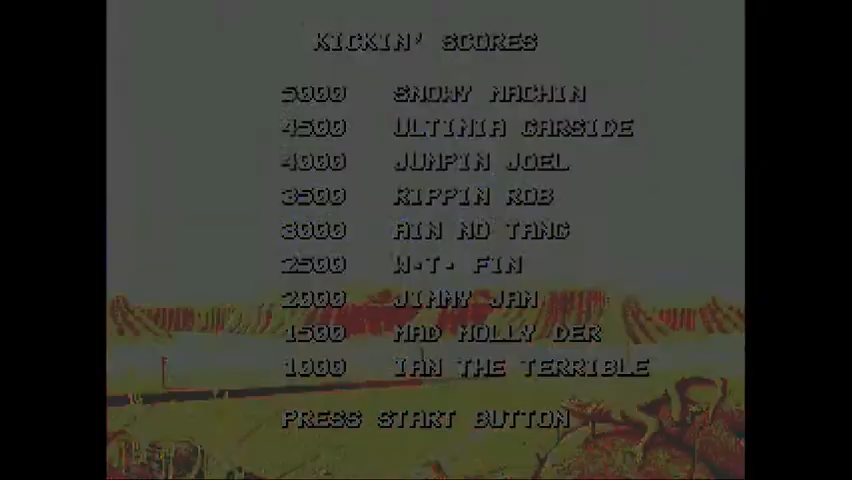 KICKIN' SCORES
5000 SNOWY MACHIN
4500 ULTIMIA GARSIDE
4000 JUMPIN JOEL
3500 RIPPIN ROB
3000 AIN NO TANG
2500 W.T. FIN
2000 JIMMY JAM
1500 MAD MOLLY DER
1000 IAN THE TERRIBLE
PRESS START BUTTON